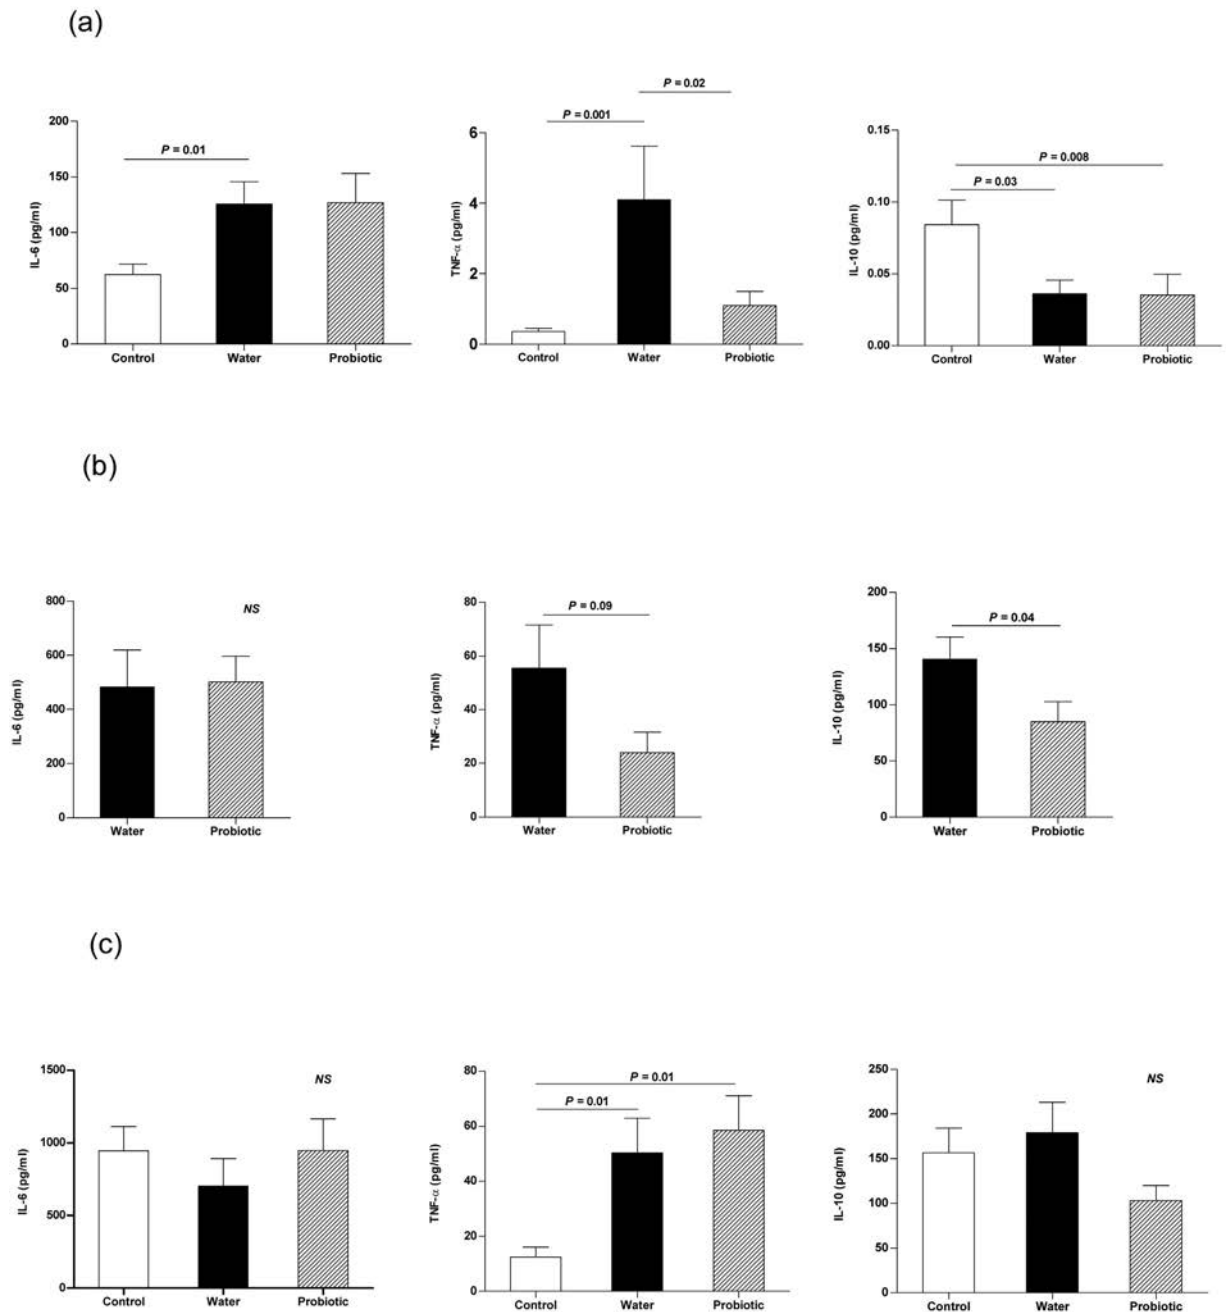 (a)
P = 0.01
IL-6 (pg/ml)
200
150
100
50
0
Control Water Probiotic
P = 0.02
P = 0.001
TNF-α (pg/ml)
6
4
2
0
Control Water Probiotic
P = 0.008
P = 0.03
IL-10 (pg/ml)
0.15
0.10
0.05
0.00
Control Water Probiotic
(b)
NS
IL-6 (pg/ml)
800
600
400
200
0
Water Probiotic
P = 0.09
TNF-α (pg/ml)
80
60
40
20
0
Water Probiotic
P = 0.04
IL-10 (pg/ml)
200
150
100
50
0
Water Probiotic
(c)
NS
IL-6 (pg/ml)
1500
1000
500
0
Control Water Probiotic
P = 0.01
P = 0.01
TNF-α (pg/ml)
80
60
40
20
0
Control Water Probiotic
NS
IL-10 (pg/ml)
250
200
150
100
50
0
Control Water Probiotic